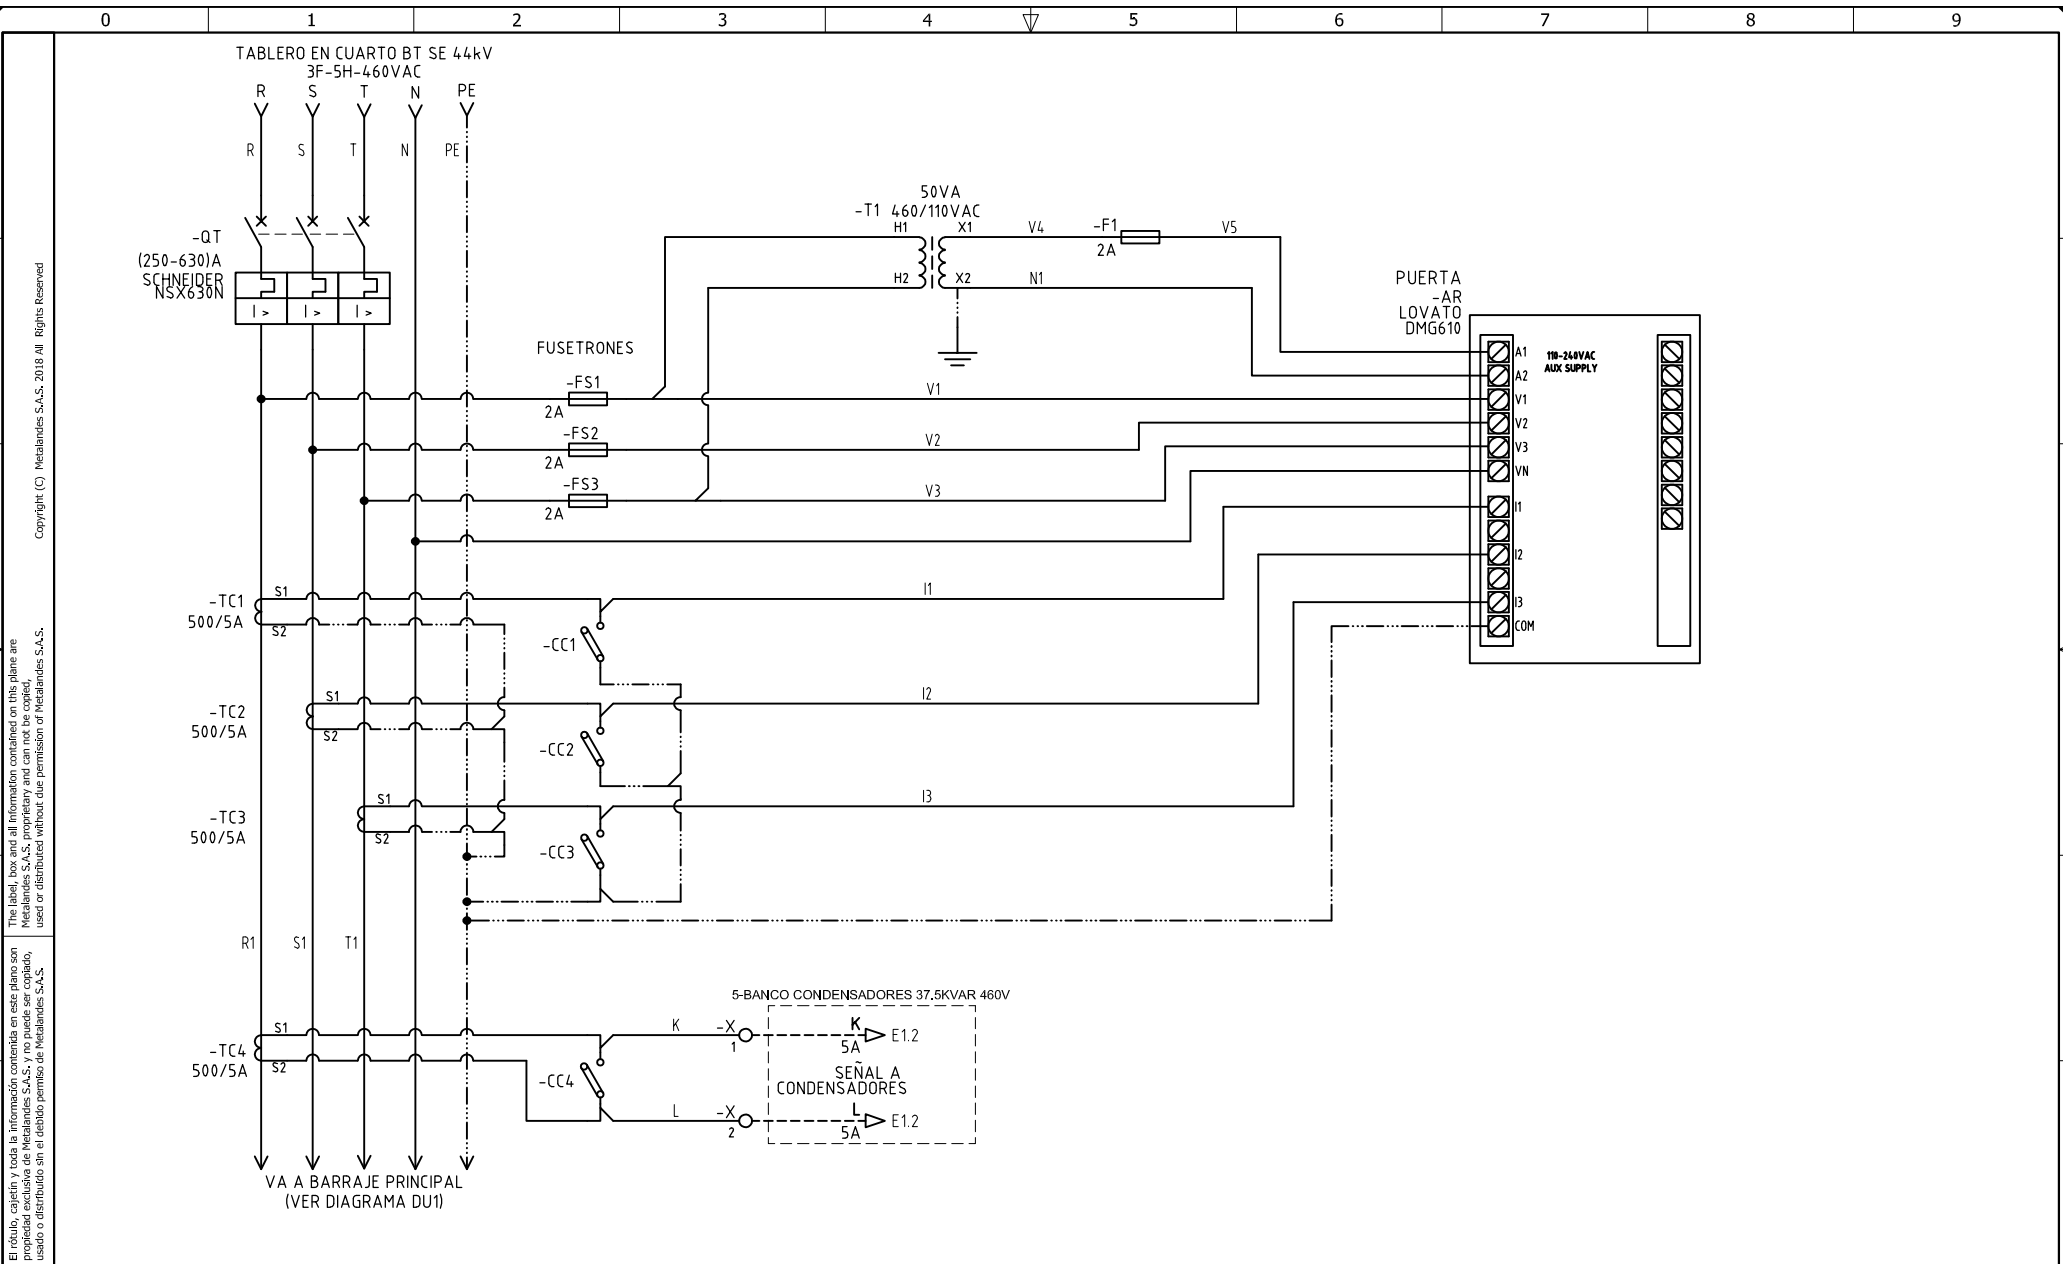 0 1 2 3 4 5 6 7 8 9
TABLERO EN CUARTO BT SE 44kV
3F-5H-460VAC
R S T N PE
R S T N PE
-QT
(250-630)A
SCHNEIDER
NSX630N
I > I > I >
50VA
-T1 460/110VAC
H1 X1 V4 -F1 V5
2A
H2 X2 N1
PUERTA
-AR
LOVATO
DMG610
A1 110-240VAC
AUX SUPPLY
A2
V1
V2
V3
VN
I1
I2
I3
COM
FUSETRONES
-FS1 V1
2A
-FS2 V2
2A
-FS3 V3
2A
-TC1 S1 I1
500/5A S2
-CC1
-TC2 S1 I2
500/5A S2
-CC2
-TC3 S1 I3
500/5A S2
-CC3
R1 S1 T1
5-BANCO CONDENSADORES 37.5KVAR 460V
-TC4 S1 K -X K E1.2
500/5A S2 1 5A
-CC4 SEÑAL A
CONDENSADORES
L -X L E1.2
2 5A
VA A BARRAJE PRINCIPAL
(VER DIAGRAMA DU1)
Copyright (C) Metalandes S.A.S. 2018 All Rights Reserved
The label, box and all information contained on this plane are
Metalandes S.A.S. proprietary and can not be copied,
used or distributed without due permission of Metalandes S.A.S.
El rótulo, cajetín y toda la información contenida en este plano son
propiedad exclusiva de Metalandes S.A.S. y no puede ser copiado,
usado o distribuido sin el debido permiso de Metalandes S.A.S.